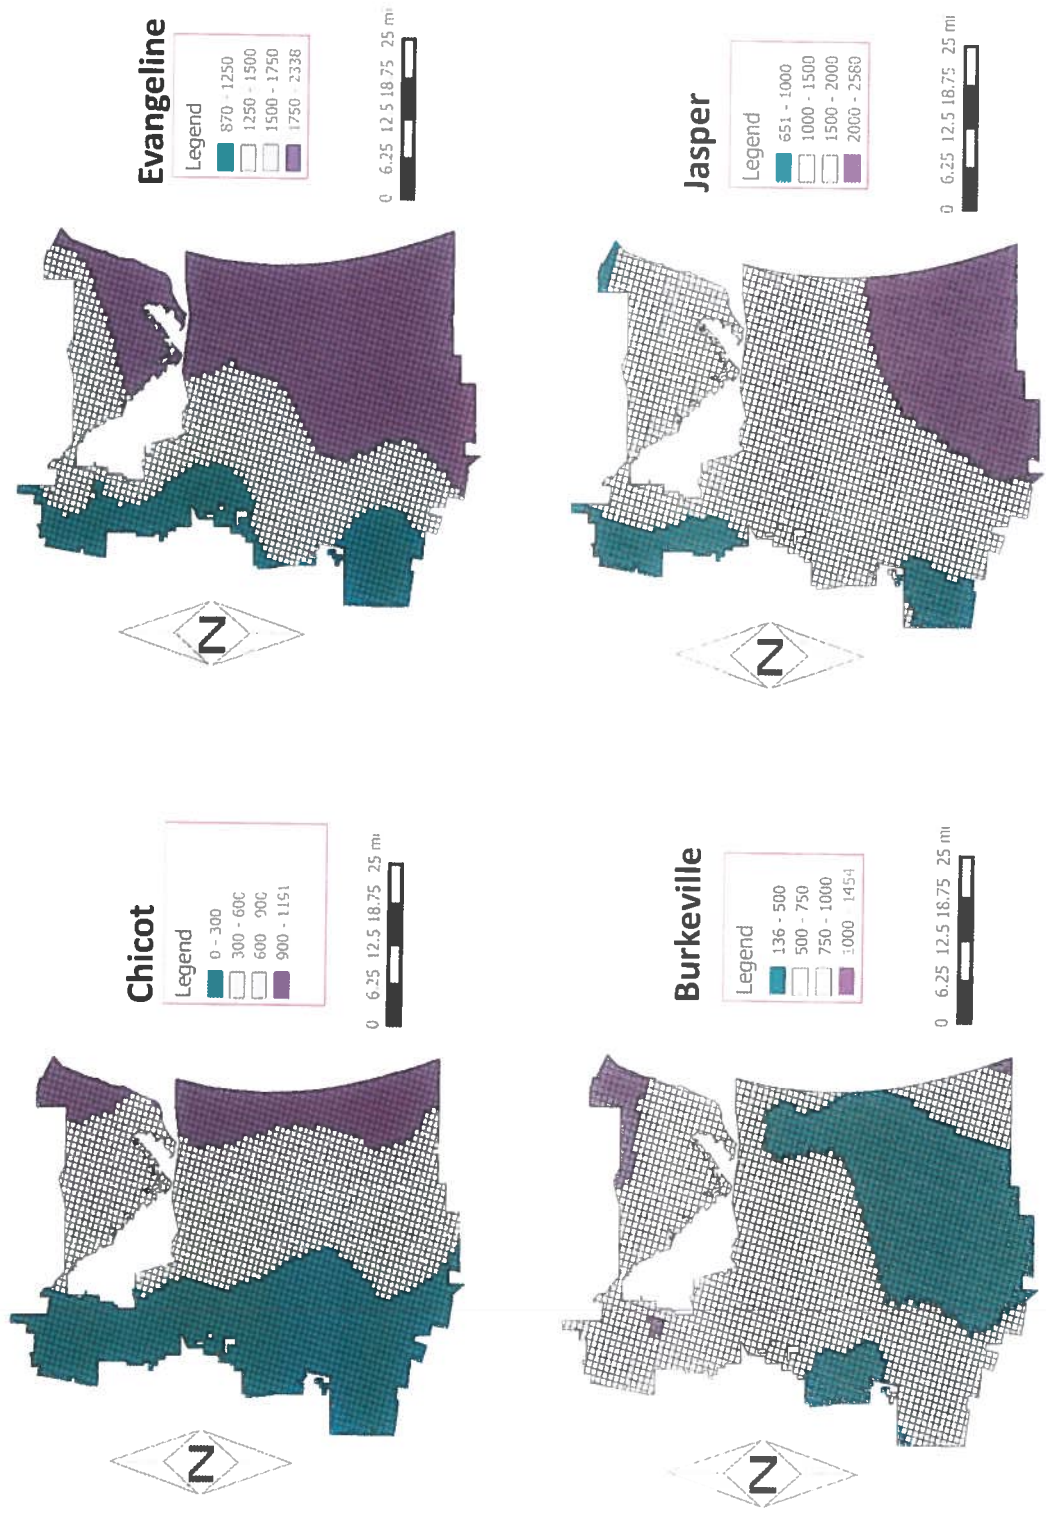 Chicot
Legend
0 - 300
300 - 600
600 - 900
900 - 1151
0 6.25 12.5 18.75 25 mi
N
Evangeline
Legend
870 - 1250
1250 - 1500
1500 - 1750
1750 - 2338
0 6.25 12 5 18 75 25 mi
N
Burkeville
Legend
136 - 500
500 - 750
750 - 1000
1000 - 1454
0 6.25 12.5 18.75 25 mi
N
Jasper
Legend
651 - 1000
1000 - 1500
1500 - 2000
2000 - 2580
0 6.25 12.5 18.75 25 mi
N